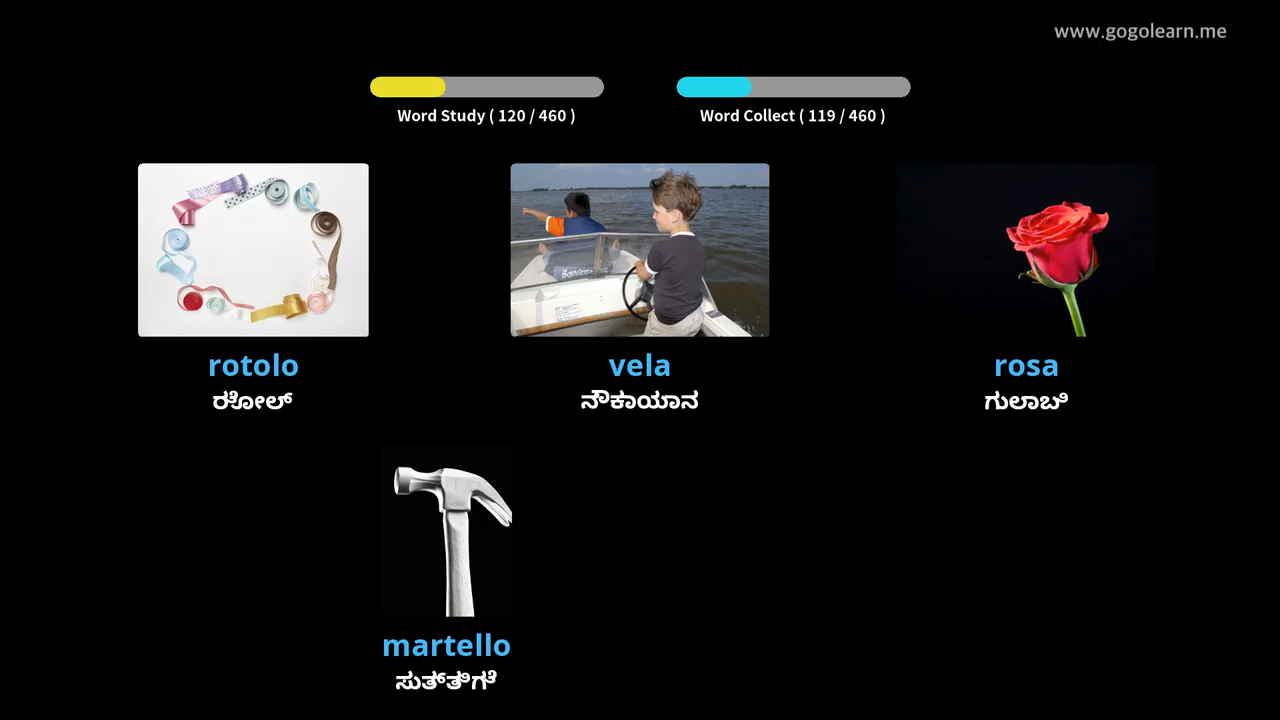 www.gogolearn.me
Word Study ( 120 / 460 )
Word Collect ( 119 / 460 )
rotolo
ರೋಲ್
vela
ನೌಕಾಯಾನ
rosa
ಗುಲಾಬಿ
martello
ಸುತ್ತಿಗೆ